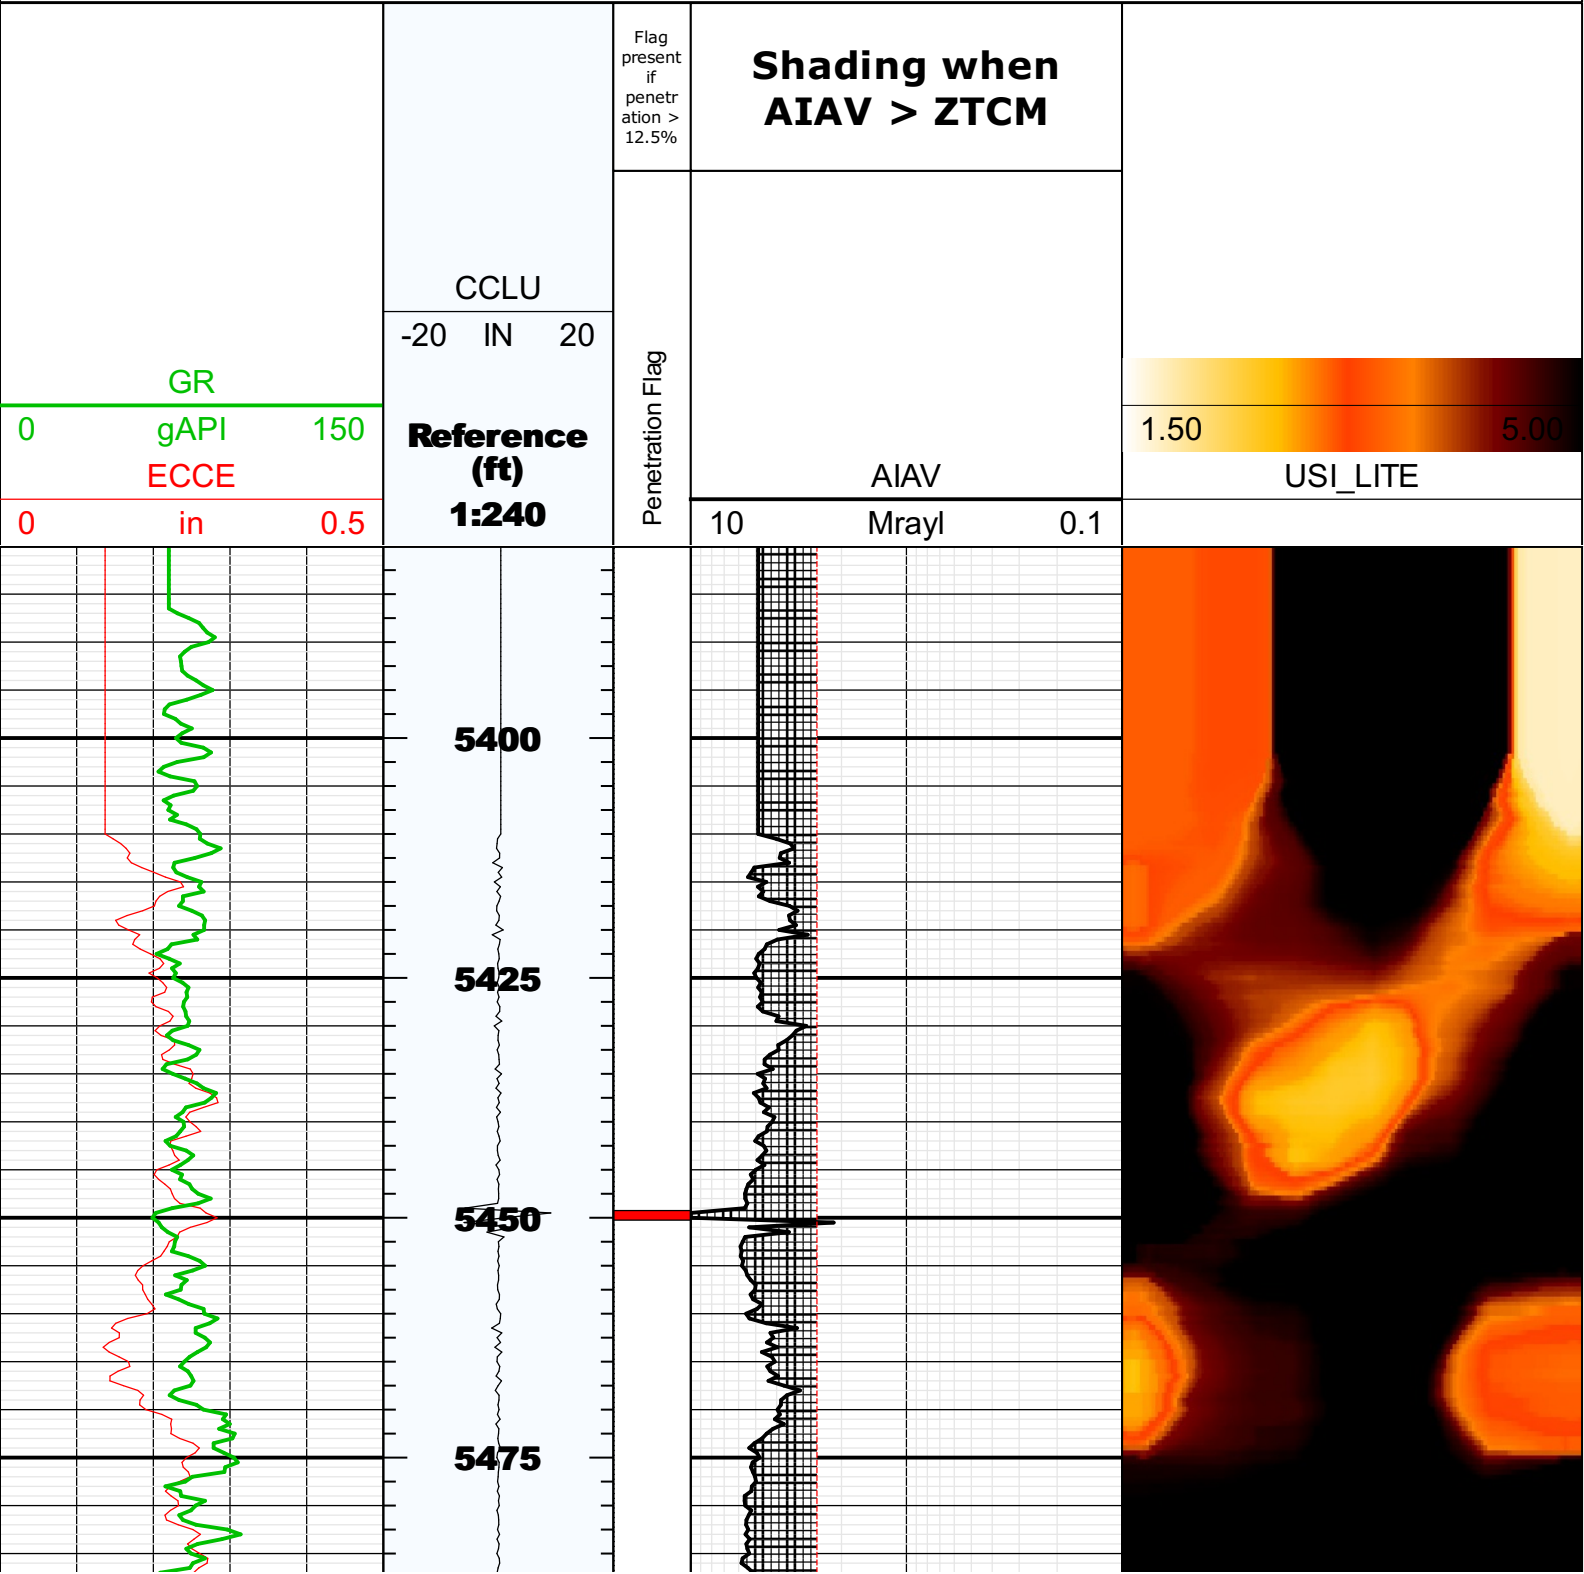 Flag
present
if
penetr
ation >
12.5%
Shading when
AIAV > ZTCM
CCLU
-20 IN 20
GR
0 gAPI 150
ECCE
0 in 0.5
Reference
(ft)
1:240
Penetration Flag
AIAV
10 Mrayl 0.1
1.50 5.00
USI_LITE
5400
5425
5450
5475